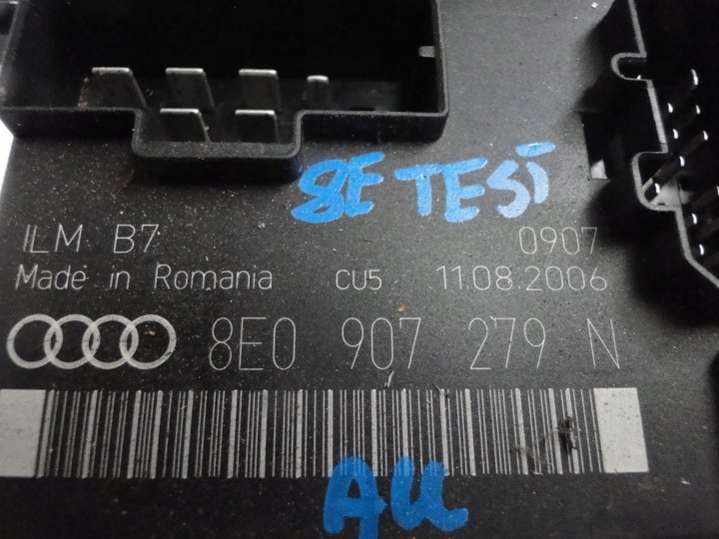 8E TESİ
ILM B7 0907
Made in Romania CU5 11.08.2006
8E0 907 279 N
AU